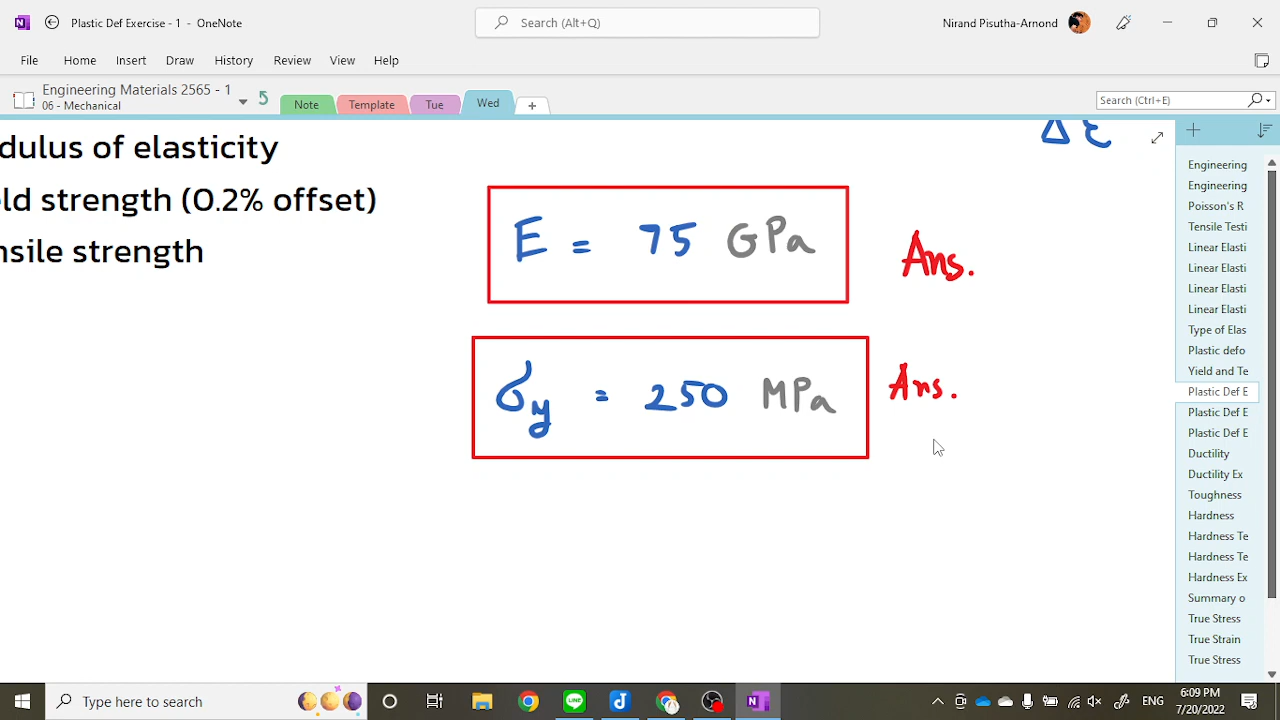 Plastic Def Exercise - 1 - OneNote
Search (Alt+Q)
Nirand Pisutha-Arnond
File Home Insert Draw History Review View Help
Engineering Materials 2565 - 1
06 - Mechanical
Note Template Tue Wed
Search (Ctrl+E)
dulus of elasticity
ld strength (0.2% offset)
nsile strength
Δε
E = 75 GPa
Ans.
σy = 250 MPa
Ans.
Engineering
Engineering
Poisson's R
Tensile Testi
Linear Elasti
Linear Elasti
Linear Elasti
Linear Elasti
Type of Elas
Plastic defo
Yield and Te
Plastic Def E
Plastic Def E
Plastic Def E
Ductility
Ductility Ex
Toughness
Hardness
Hardness Te
Hardness Te
Hardness Ex
Summary o
True Stress
True Strain
True Stress
Type here to search
ENG
6:09 PM
7/20/2022